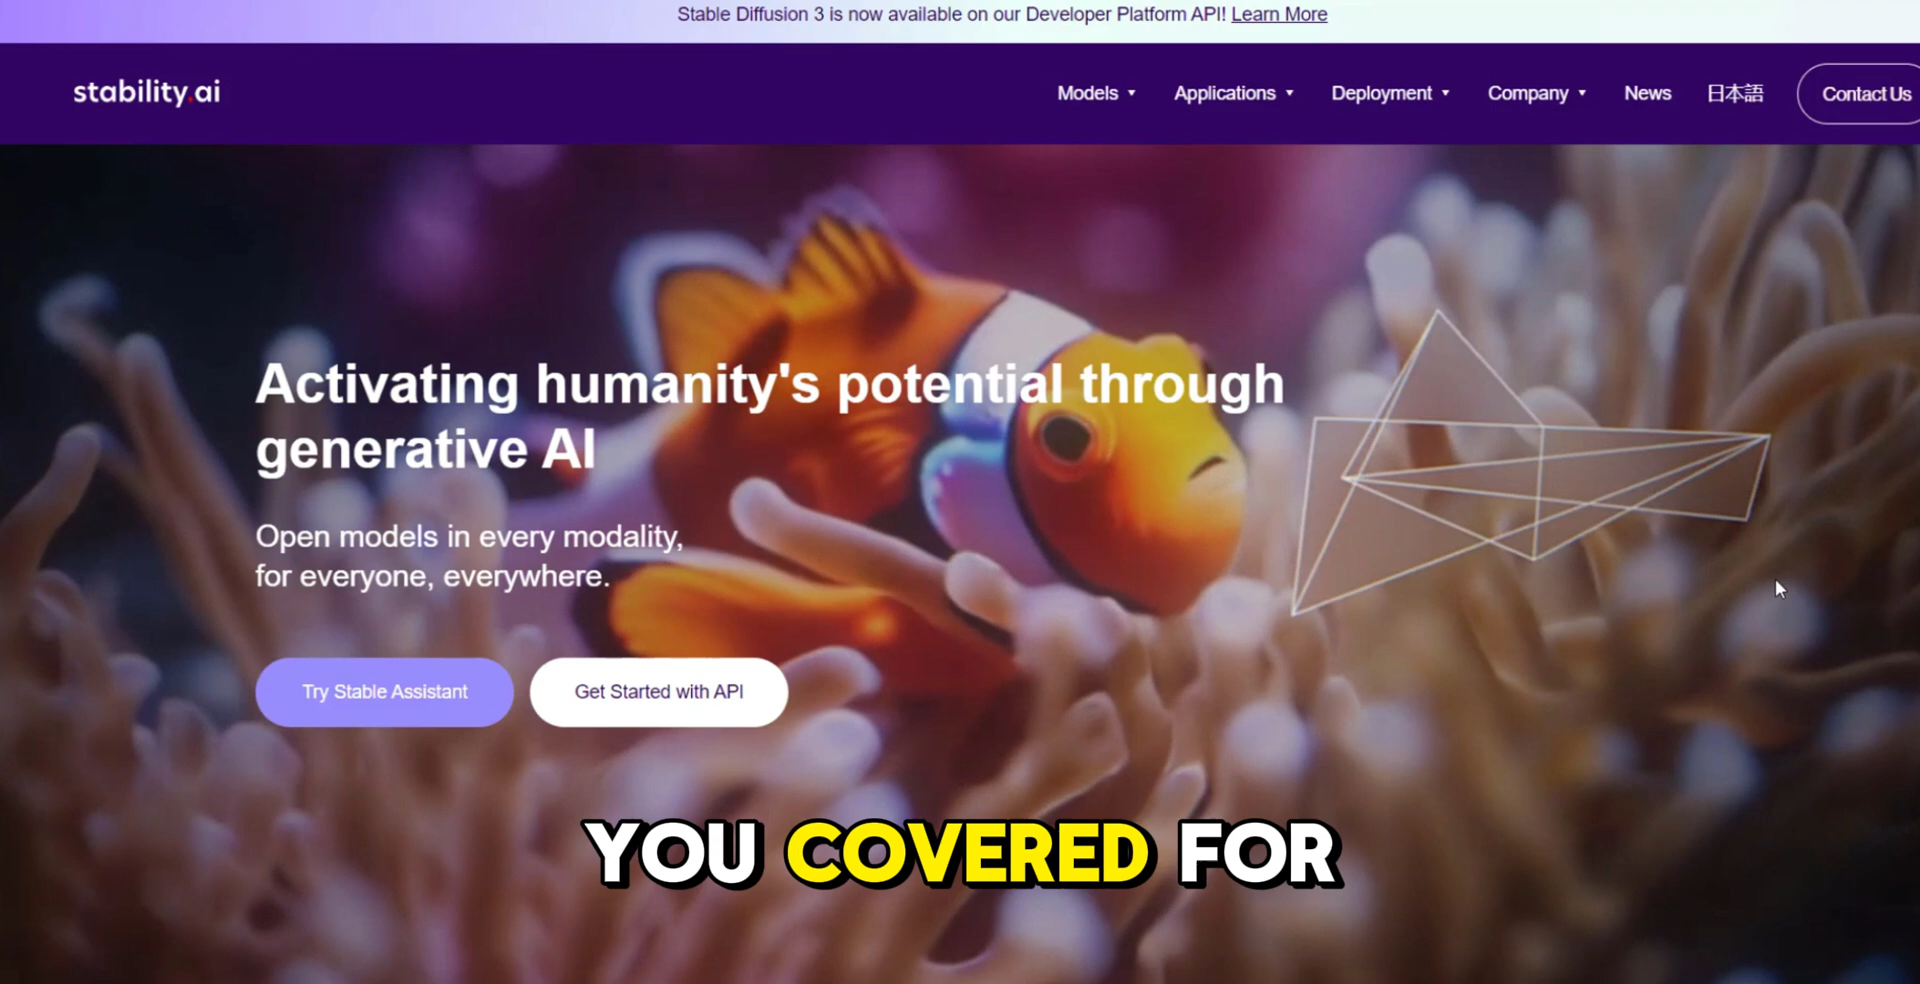 Stable Diffusion 3 is now available on our Developer Platform API! Learn More
stability.ai
Models
Applications
Deployment
Company
News
日本語
Contact Us
Activating humanity's potential through
generative AI
Open models in every modality,
for everyone, everywhere.
Try Stable Assistant
Get Started with API
YOU COVERED FOR